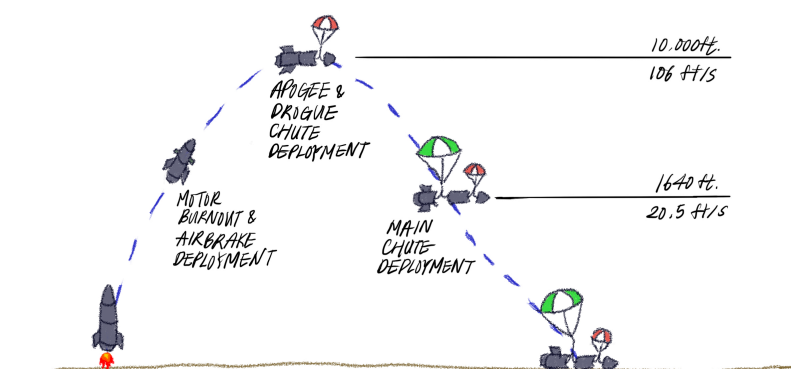 10,000ft.
106 ft/s
APOGEE &
DROGUE
CHUTE
DEPLOYMENT
1640 ft.
20.5 ft/s
MOTOR
BURNOUT &
AIRBRAKE
DEPLOYMENT
MAIN
CHUTE
DEPLOYMENT